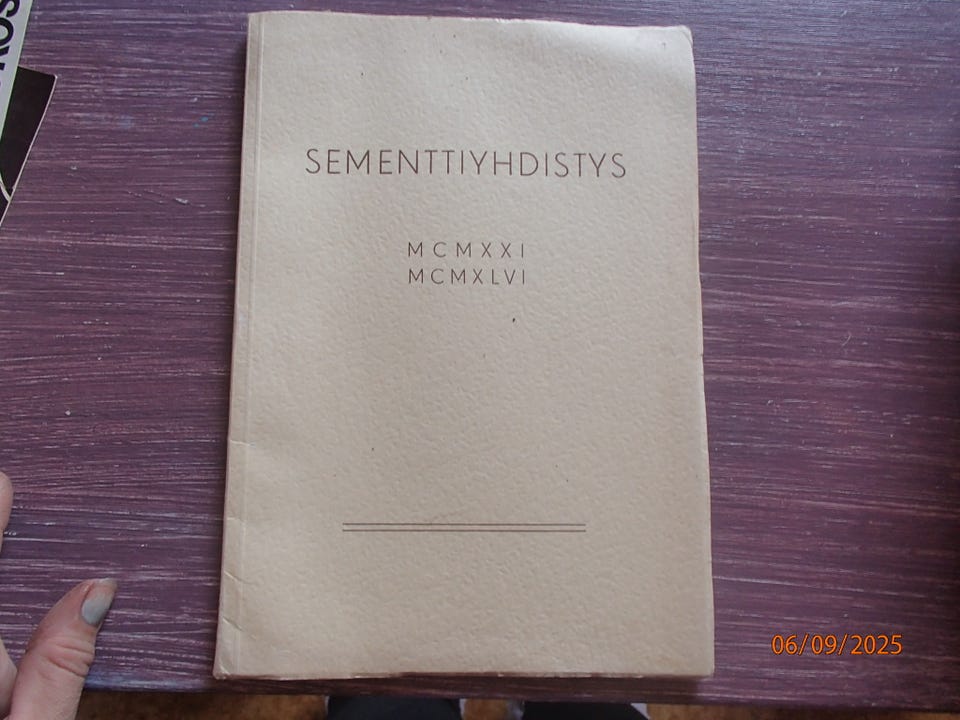 SEMENTTIYHDISTYS
MCMXXI
MCMXLVI
06/09/2025